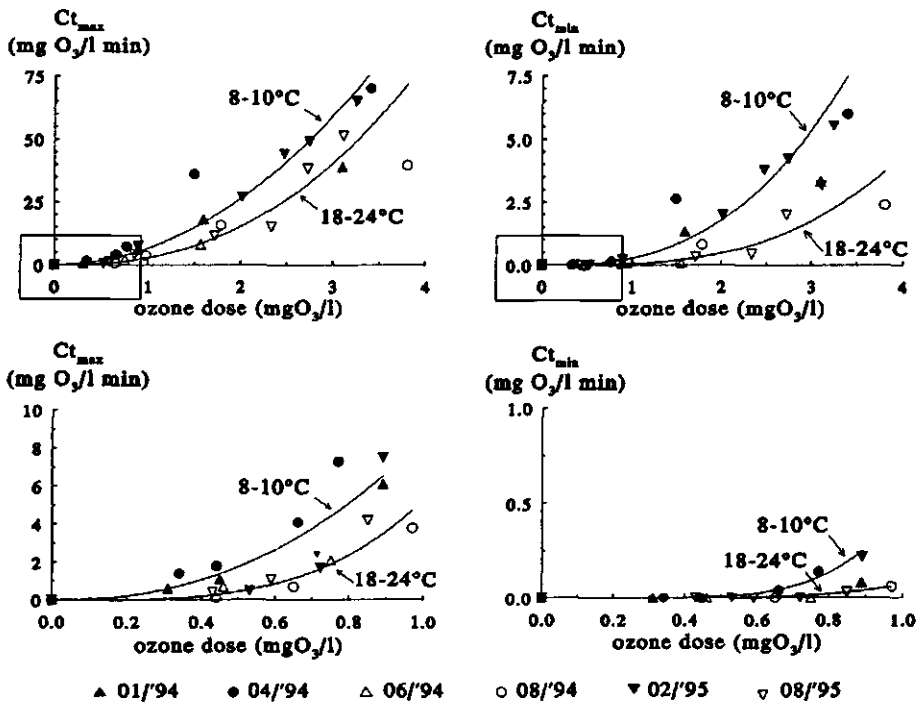 Ct_max
(mg O₃/l min)
75
50
25
0
8-10°C
18-24°C
0 1 2 3 4
ozone dose (mgO₃/l)
Ct_min
(mg O₃/l min)
7.5
5.0
2.5
0.0
8-10°C
18-24°C
0 1 2 3 4
ozone dose (mgO₃/l)
Ct_max
(mg O₃/l min)
10
8
6
4
2
0
8-10°C
18-24°C
0.0 0.2 0.4 0.6 0.8 1.0
ozone dose (mgO₃/l)
Ct_min
(mg O₃/l min)
1.0
0.5
0.0
8-10°C
18-24°C
0.0 0.2 0.4 0.6 0.8 1.0
ozone dose (mgO₃/l)
01/'94 04/'94 06/'94 08/'94 02/'95 08/'95